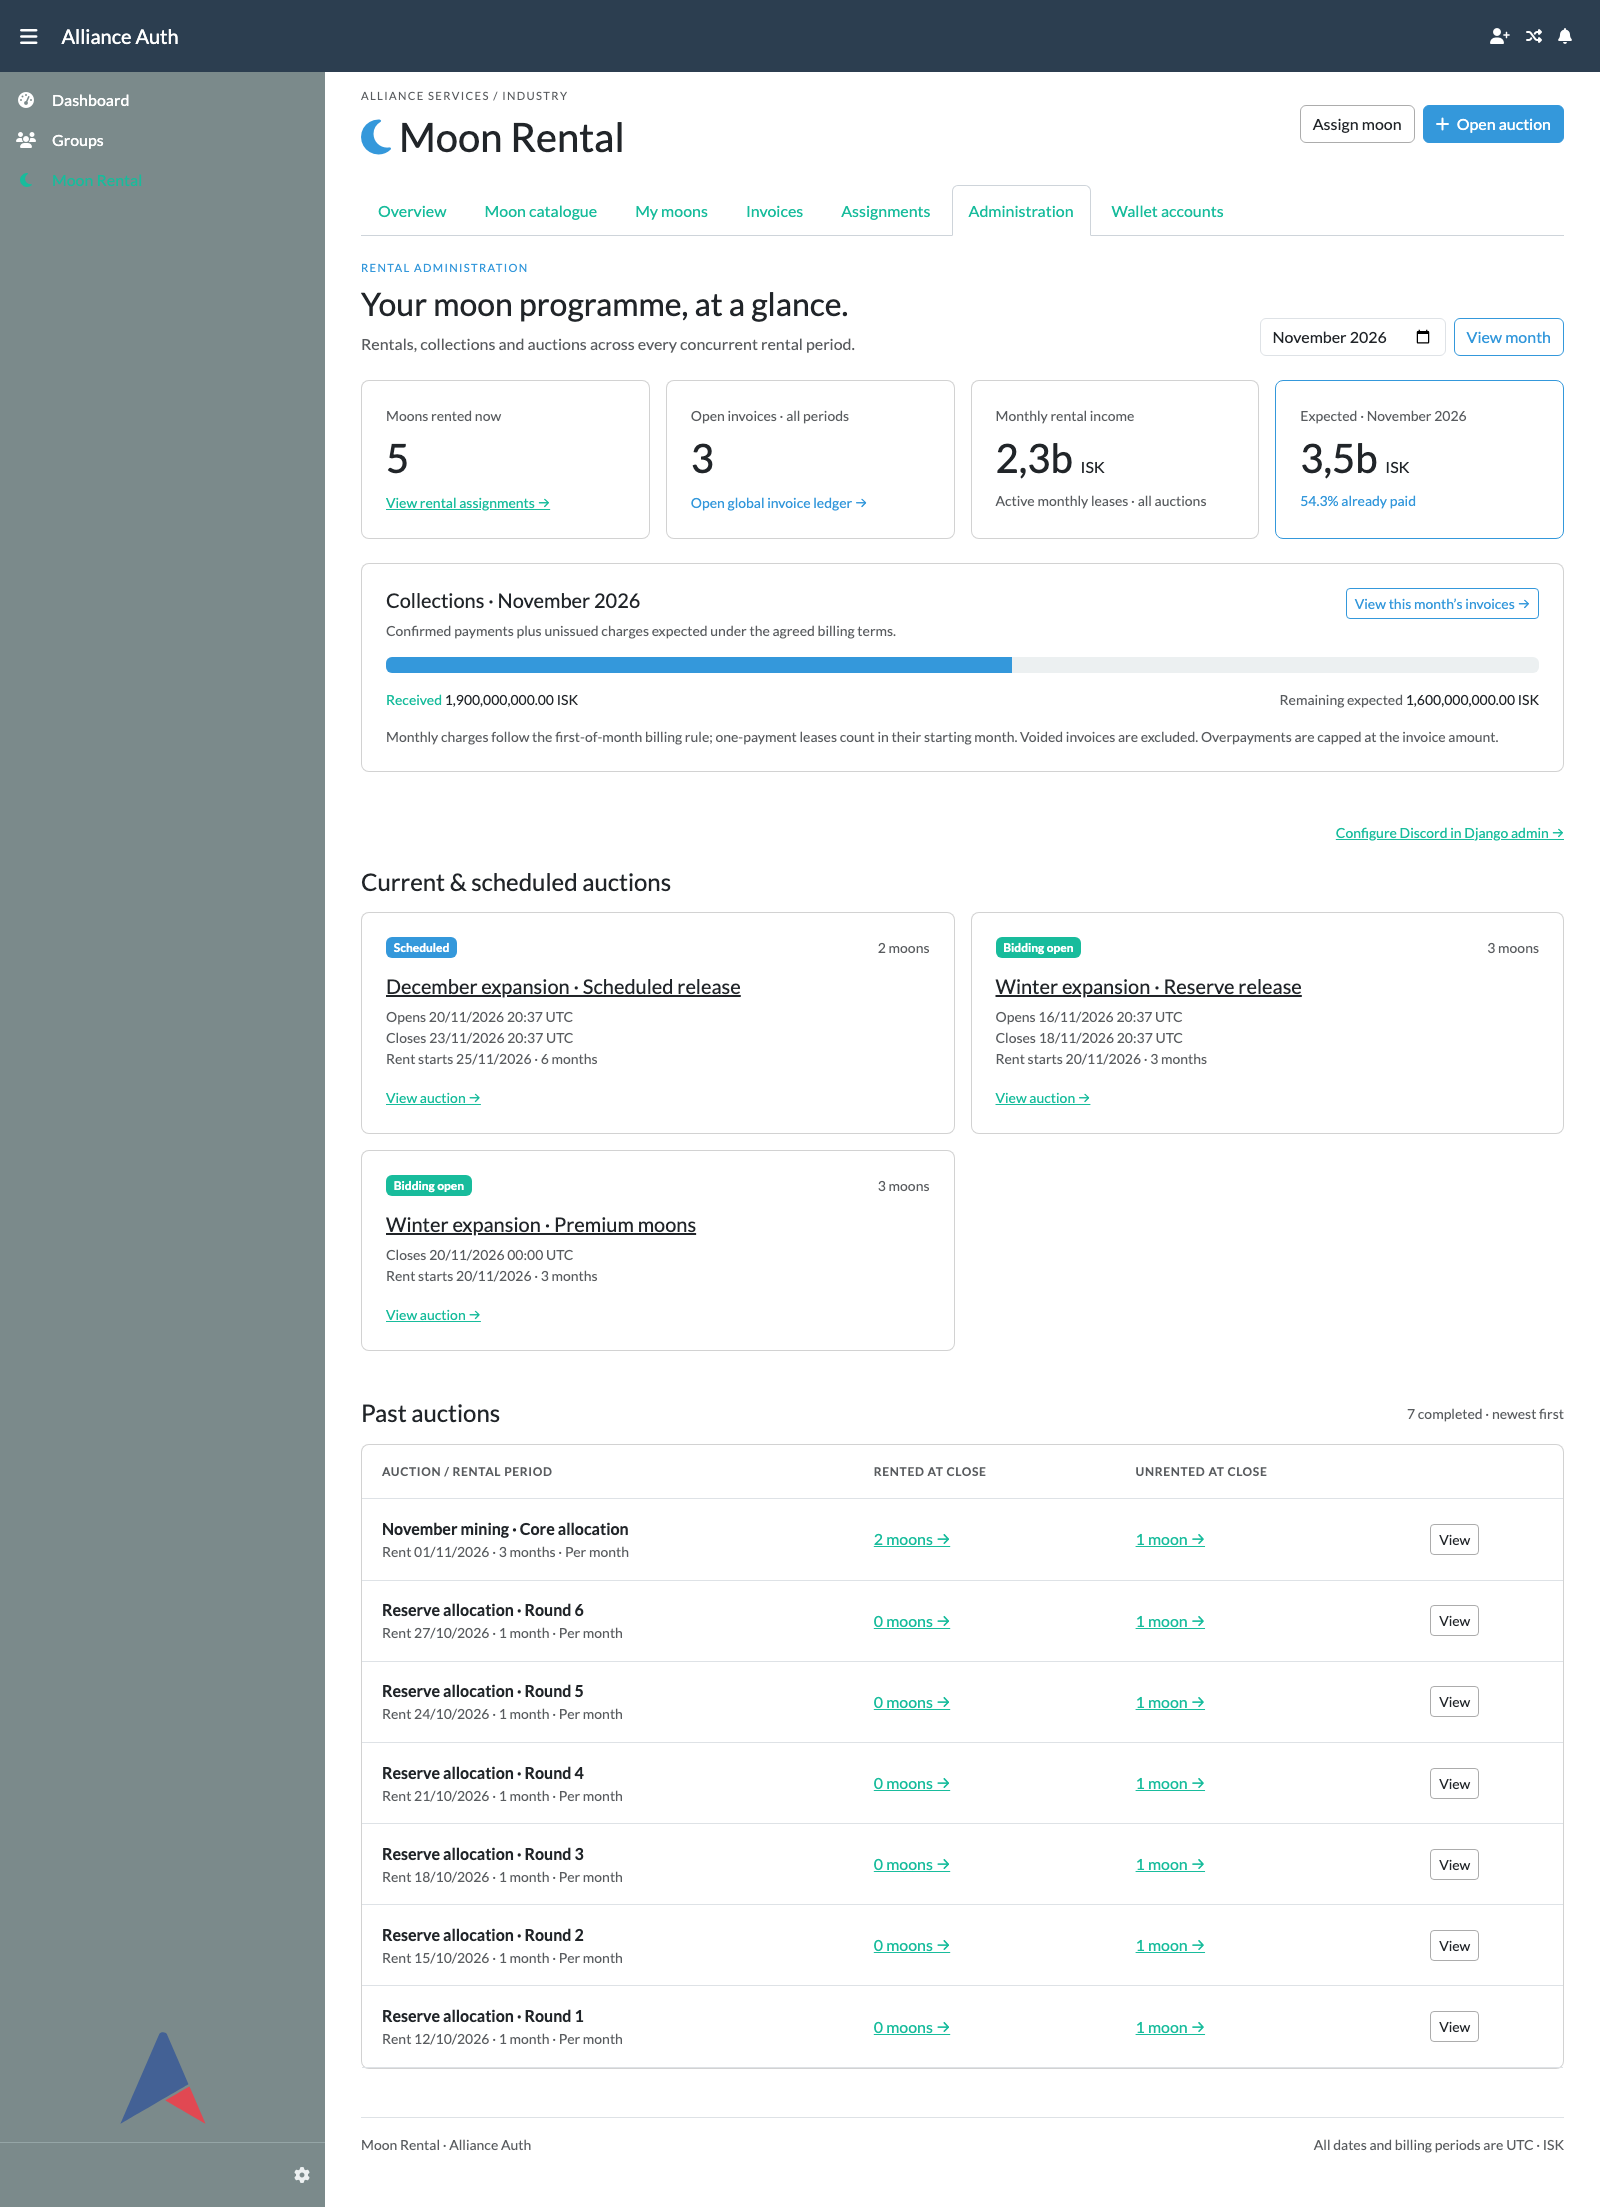 Alliance Auth
Dashboard
Groups
Moon Rental
ALLIANCE SERVICES / INDUSTRY
Moon Rental
Assign moon
Open auction
Overview
Moon catalogue
My moons
Invoices
Assignments
Administration
Wallet accounts
RENTAL ADMINISTRATION
Your moon programme, at a glance.
Rentals, collections and auctions across every concurrent rental period.
November 2026
View month
Moons rented now
5
View rental assignments →
Open invoices · all periods
3
Open global invoice ledger →
Monthly rental income
2,3b ISK
Active monthly leases · all auctions
Expected · November 2026
3,5b ISK
54.3% already paid
Collections · November 2026
View this month's invoices →
Confirmed payments plus unissued charges expected under the agreed billing terms.
Received 1,900,000,000.00 ISK
Remaining expected 1,600,000,000.00 ISK
Monthly charges follow the first-of-month billing rule; one-payment leases count in their starting month. Voided invoices are excluded. Overpayments are capped at the invoice amount.
Configure Discord in Django admin →
Current & scheduled auctions
Scheduled
2 moons
December expansion · Scheduled release
Opens 20/11/2026 20:37 UTC
Closes 23/11/2026 20:37 UTC
Rent starts 25/11/2026 · 6 months
View auction →
Bidding open
3 moons
Winter expansion · Reserve release
Opens 16/11/2026 20:37 UTC
Closes 18/11/2026 20:37 UTC
Rent starts 20/11/2026 · 3 months
View auction →
Bidding open
3 moons
Winter expansion · Premium moons
Closes 20/11/2026 00:00 UTC
Rent starts 20/11/2026 · 3 months
View auction →
Past auctions
7 completed · newest first
AUCTION / RENTAL PERIOD
RENTED AT CLOSE
UNRENTED AT CLOSE
November mining · Core allocation
Rent 01/11/2026 · 3 months · Per month
2 moons →
1 moon →
View
Reserve allocation · Round 6
Rent 27/10/2026 · 1 month · Per month
0 moons →
1 moon →
View
Reserve allocation · Round 5
Rent 24/10/2026 · 1 month · Per month
0 moons →
1 moon →
View
Reserve allocation · Round 4
Rent 21/10/2026 · 1 month · Per month
0 moons →
1 moon →
View
Reserve allocation · Round 3
Rent 18/10/2026 · 1 month · Per month
0 moons →
1 moon →
View
Reserve allocation · Round 2
Rent 15/10/2026 · 1 month · Per month
0 moons →
1 moon →
View
Reserve allocation · Round 1
Rent 12/10/2026 · 1 month · Per month
0 moons →
1 moon →
View
Moon Rental · Alliance Auth
All dates and billing periods are UTC · ISK